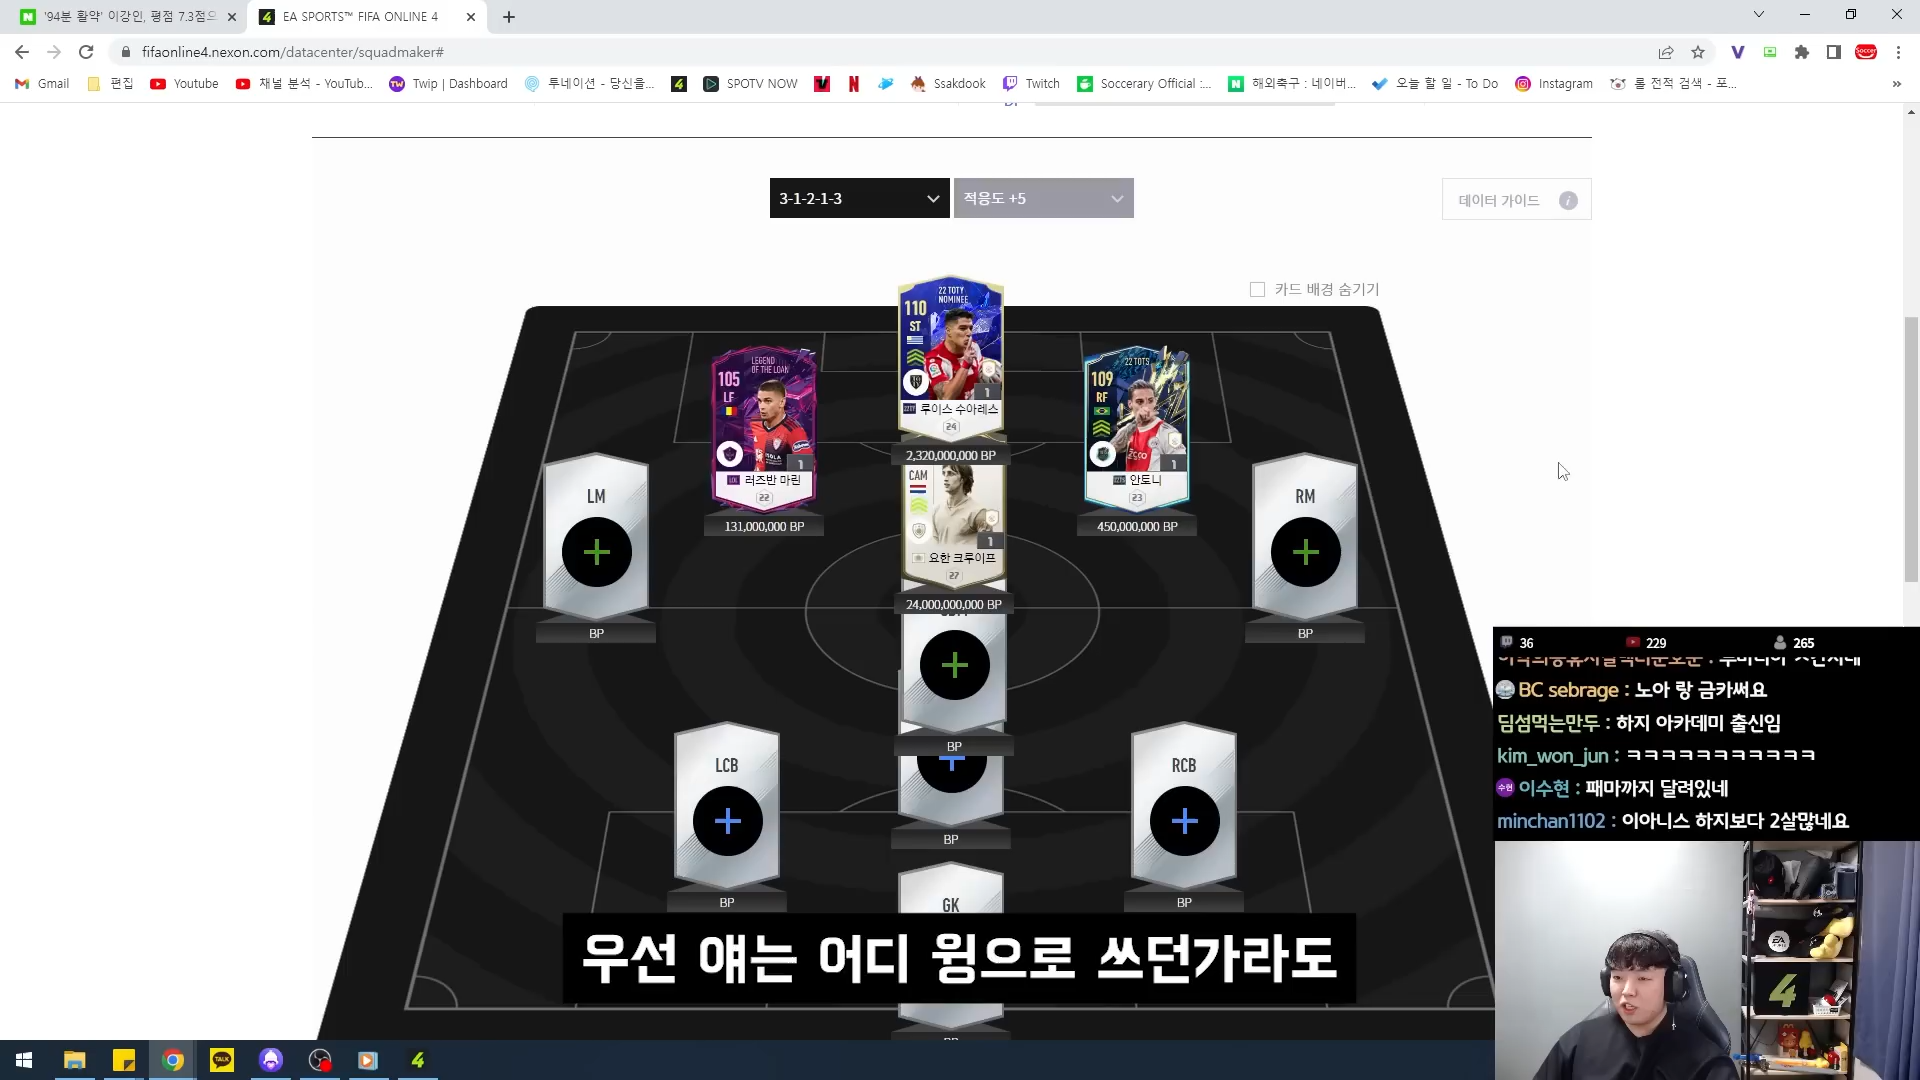 '94분 활약' 이강인, 평점 7.3점으
EA SPORTS™ FIFA ONLINE 4
fifaonline4.nexon.com/datacenter/squadmaker#
Gmail
편집
Youtube
채널 분석 - YouTub...
Twip | Dashboard
투네이션 - 당신을...
SPOTV NOW
Ssakdook
Twitch
Soccerary Official :...
해외축구 : 네이버...
오늘 할 일 - To Do
Instagram
롤 전적 검색 - 포...
3-1-2-1-3
적응도 +5
데이터 가이드
카드 배경 숨기기
22 TOTY
NOMINEE
110
ST
1
루이스 수아레스
24
2,320,000,000 BP
LEGEND
OF THE LOAN
105
LF
1
러즈반 마린
22
131,000,000 BP
22 TOTS
109
RF
1
안토니
23
450,000,000 BP
CAM
1
요한 크루이프
27
24,000,000,000 BP
LM
BP
RM
BP
BP
LCB
BP
BP
RCB
BP
GK
우선 얘는 어디 윙으로 쓰던가라도
36
229
265
BC sebrage : 노아 랑 금카써요
딤섬먹는만두 : 하지 아카데미 출신임
kim_won_jun : ㅋㅋㅋㅋㅋㅋㅋㅋㅋㅋㅋ
이수현 : 패마까지 달려있네
minchan1102 : 이아니스 하지보다 2살많네요